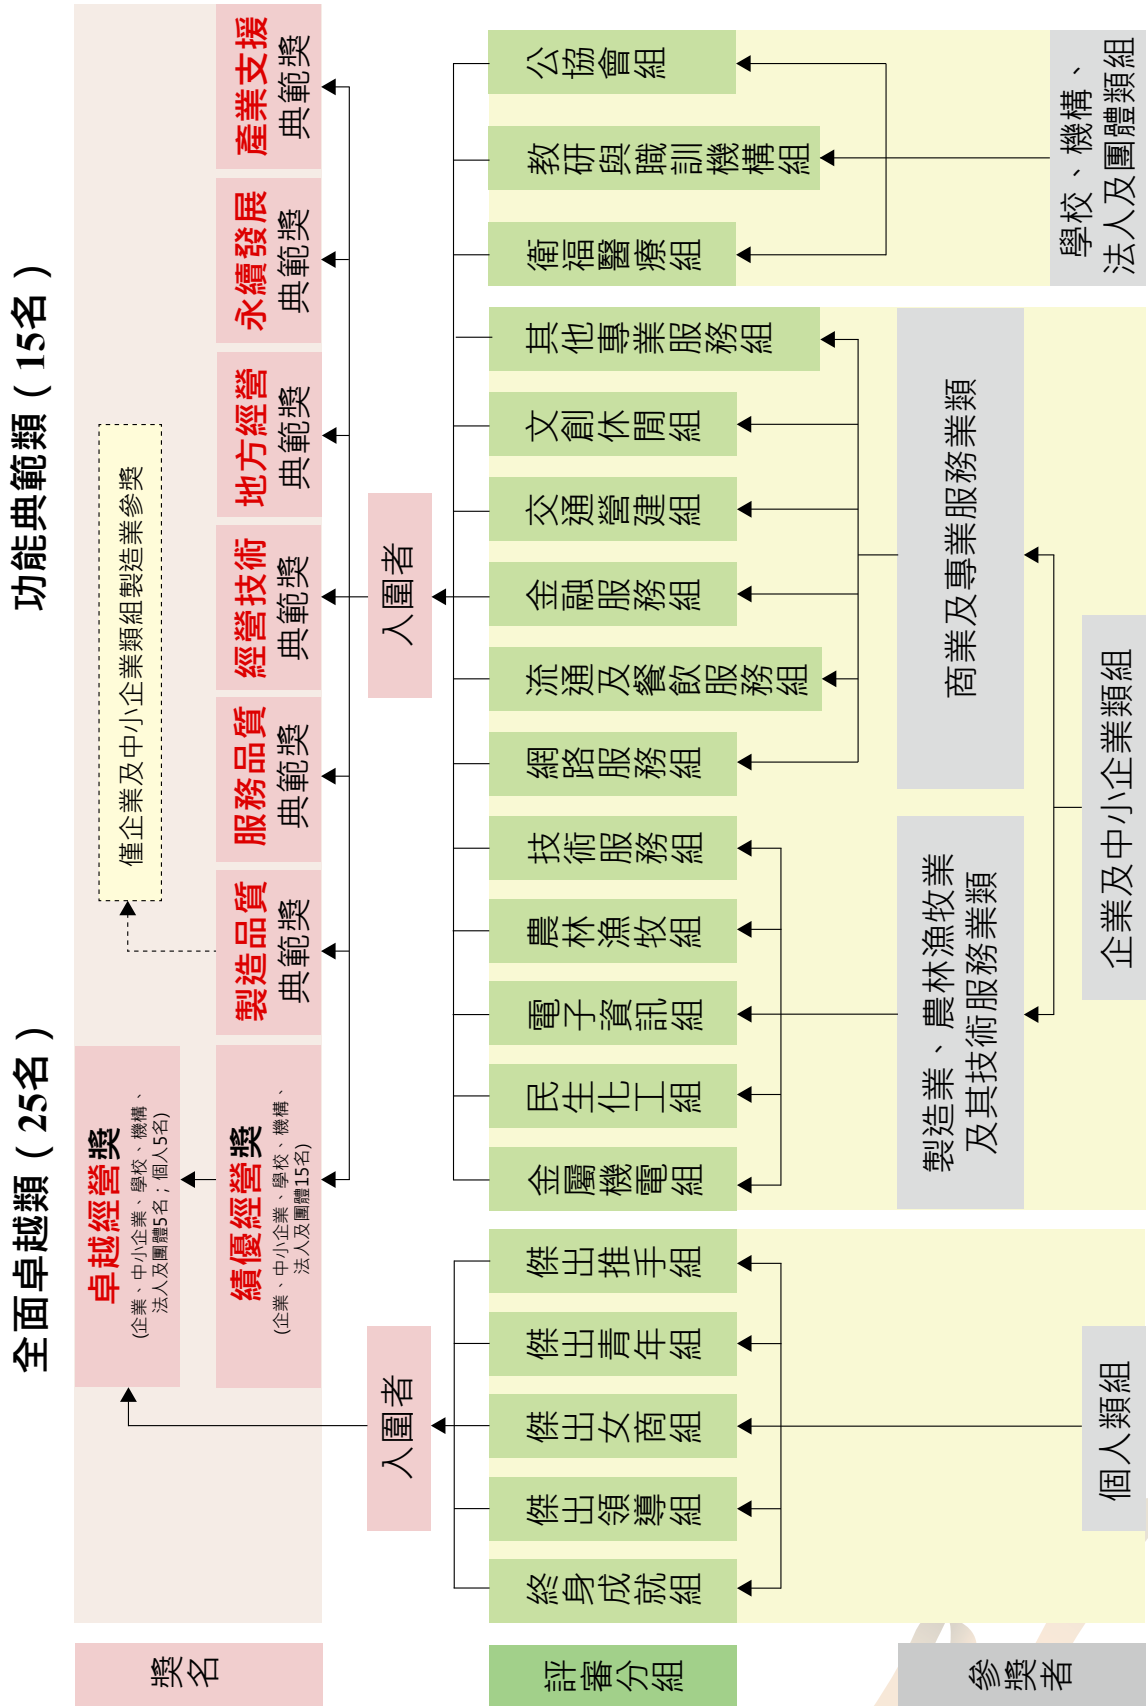 全面卓越類（25名）
功能典範類（15名）
獎名
卓越經營獎
(企業、中小企業、學校、機構、
法人及團體5名；個人5名)
績優經營獎
(企業、中小企業、學校、機構、
法人及團體15名)
僅企業及中小企業類組製造業參獎
製造品質
典範獎
服務品質
典範獎
經營技術
典範獎
地方經營
典範獎
永續發展
典範獎
產業支援
典範獎
入圍者
入圍者
評審分組
終身成就組
傑出領導組
傑出女商組
傑出青年組
傑出推手組
金屬機電組
民生化工組
電子資訊組
農林漁牧組
技術服務組
網路服務組
流通及餐飲服務組
金融服務組
交通營建組
文創休閒組
其他專業服務組
衛福醫療組
教研與職訓機構組
公協會組
參獎者
製造業、農林漁牧業
及其技術服務業類
商業及專業服務業類
個人類組
企業及中小企業類組
學校、機構、
法人及團體類組